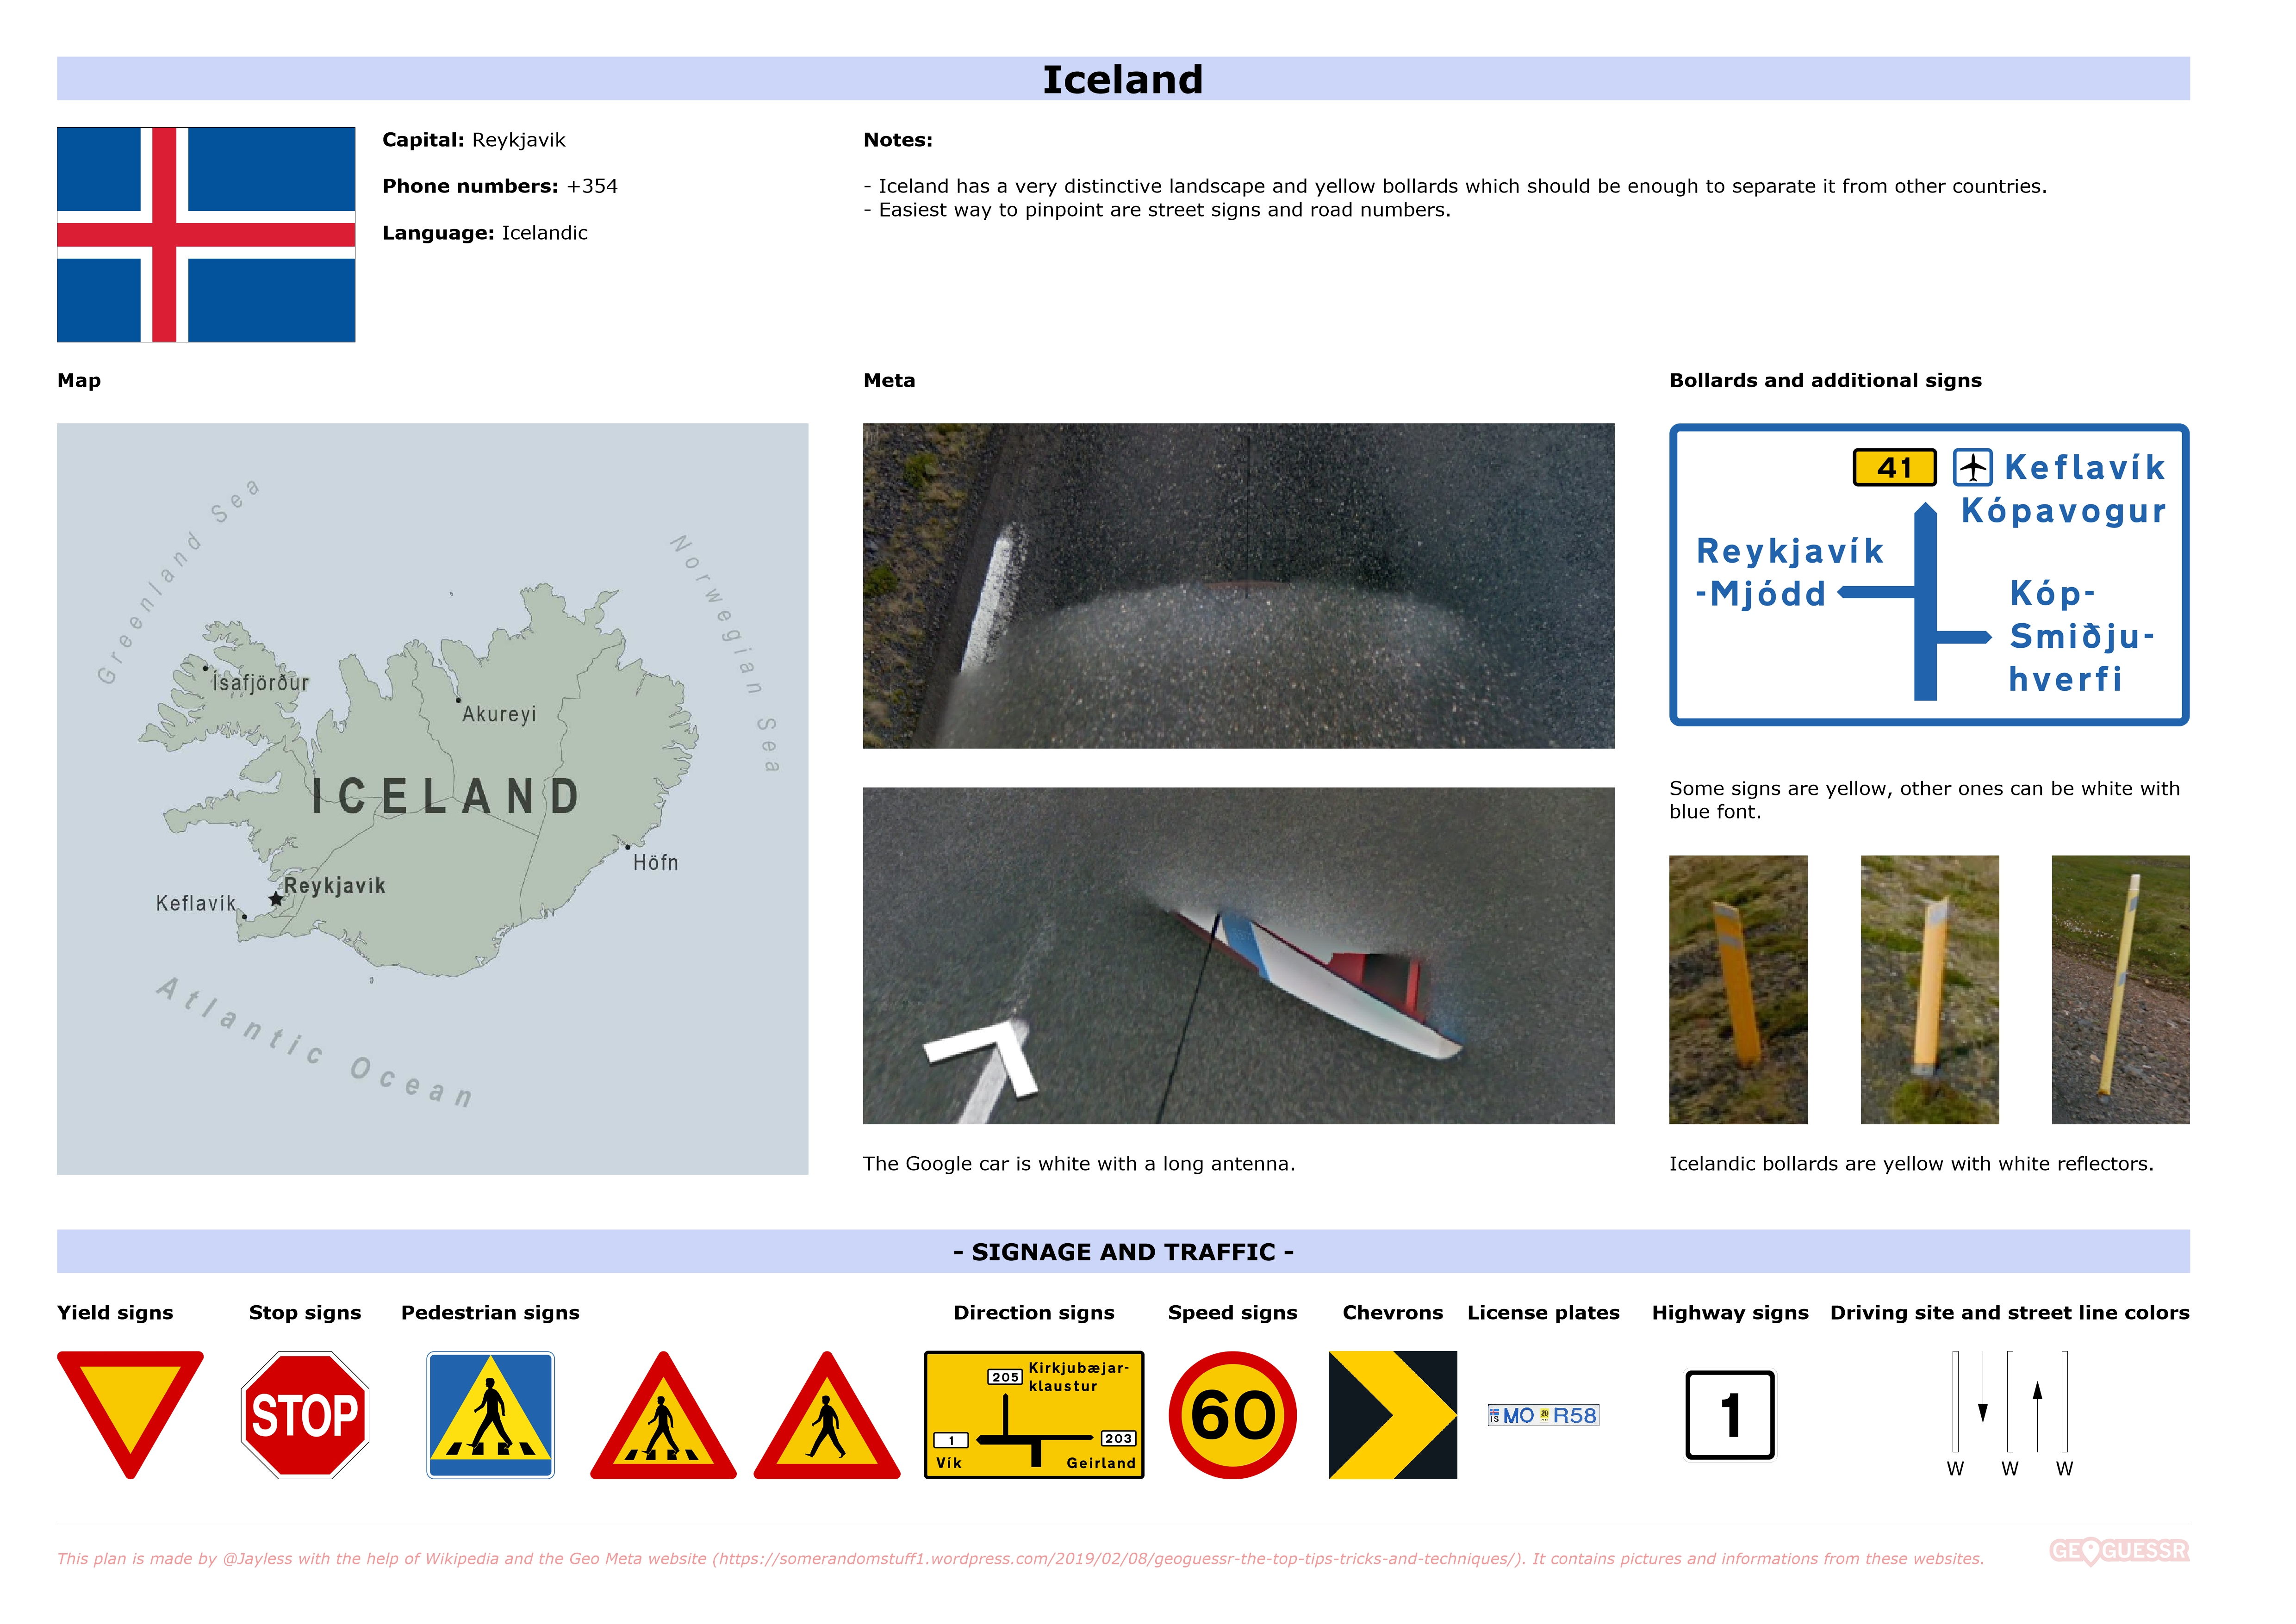 Iceland
Capital: Reykjavik
Phone numbers: +354
Language: Icelandic
Notes:
- Iceland has a very distinctive landscape and yellow bollards which should be enough to separate it from other countries.
- Easiest way to pinpoint are street signs and road numbers.
Map
Greenland Sea
Norwegian Sea
Ísafjörður
Akureyi
ICELAND
Höfn
Reykjavík
Keflavík
Atlantic Ocean
Meta
The Google car is white with a long antenna.
Bollards and additional signs
41 Keflavík
Kópavogur
Reykjavík
-Mjódd
Kóp-
Smiðju-
hverfi
Some signs are yellow, other ones can be white with
blue font.
Icelandic bollards are yellow with white reflectors.
- SIGNAGE AND TRAFFIC -
Yield signs
Stop signs
STOP
Pedestrian signs
Direction signs
205 Kirkjubæjar-
klaustur
1
203
Vík
Geirland
Speed signs
60
Chevrons
License plates
IS MO R58
Highway signs
1
Driving site and street line colors
W W W
This plan is made by @Jayless with the help of Wikipedia and the Geo Meta website (https://somerandomstuff1.wordpress.com/2019/02/08/geoguessr-the-top-tips-tricks-and-techniques/). It contains pictures and informations from these websites.
GEOGUESSR